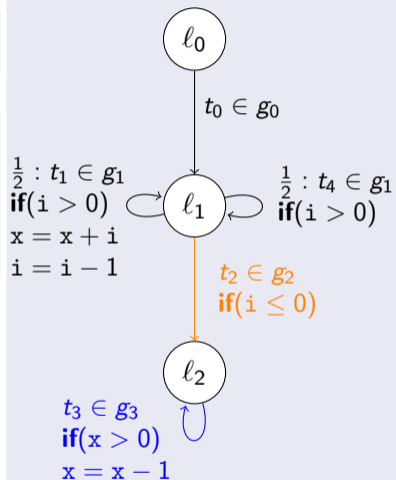 ℓ₀
t₀ ∈ g₀
½ : t₁ ∈ g₁
if(i > 0)
x = x + i
i = i − 1
ℓ₁
½ : t₄ ∈ g₁
if(i > 0)
t₂ ∈ g₂
if(i ≤ 0)
ℓ₂
t₃ ∈ g₃
if(x > 0)
x = x − 1